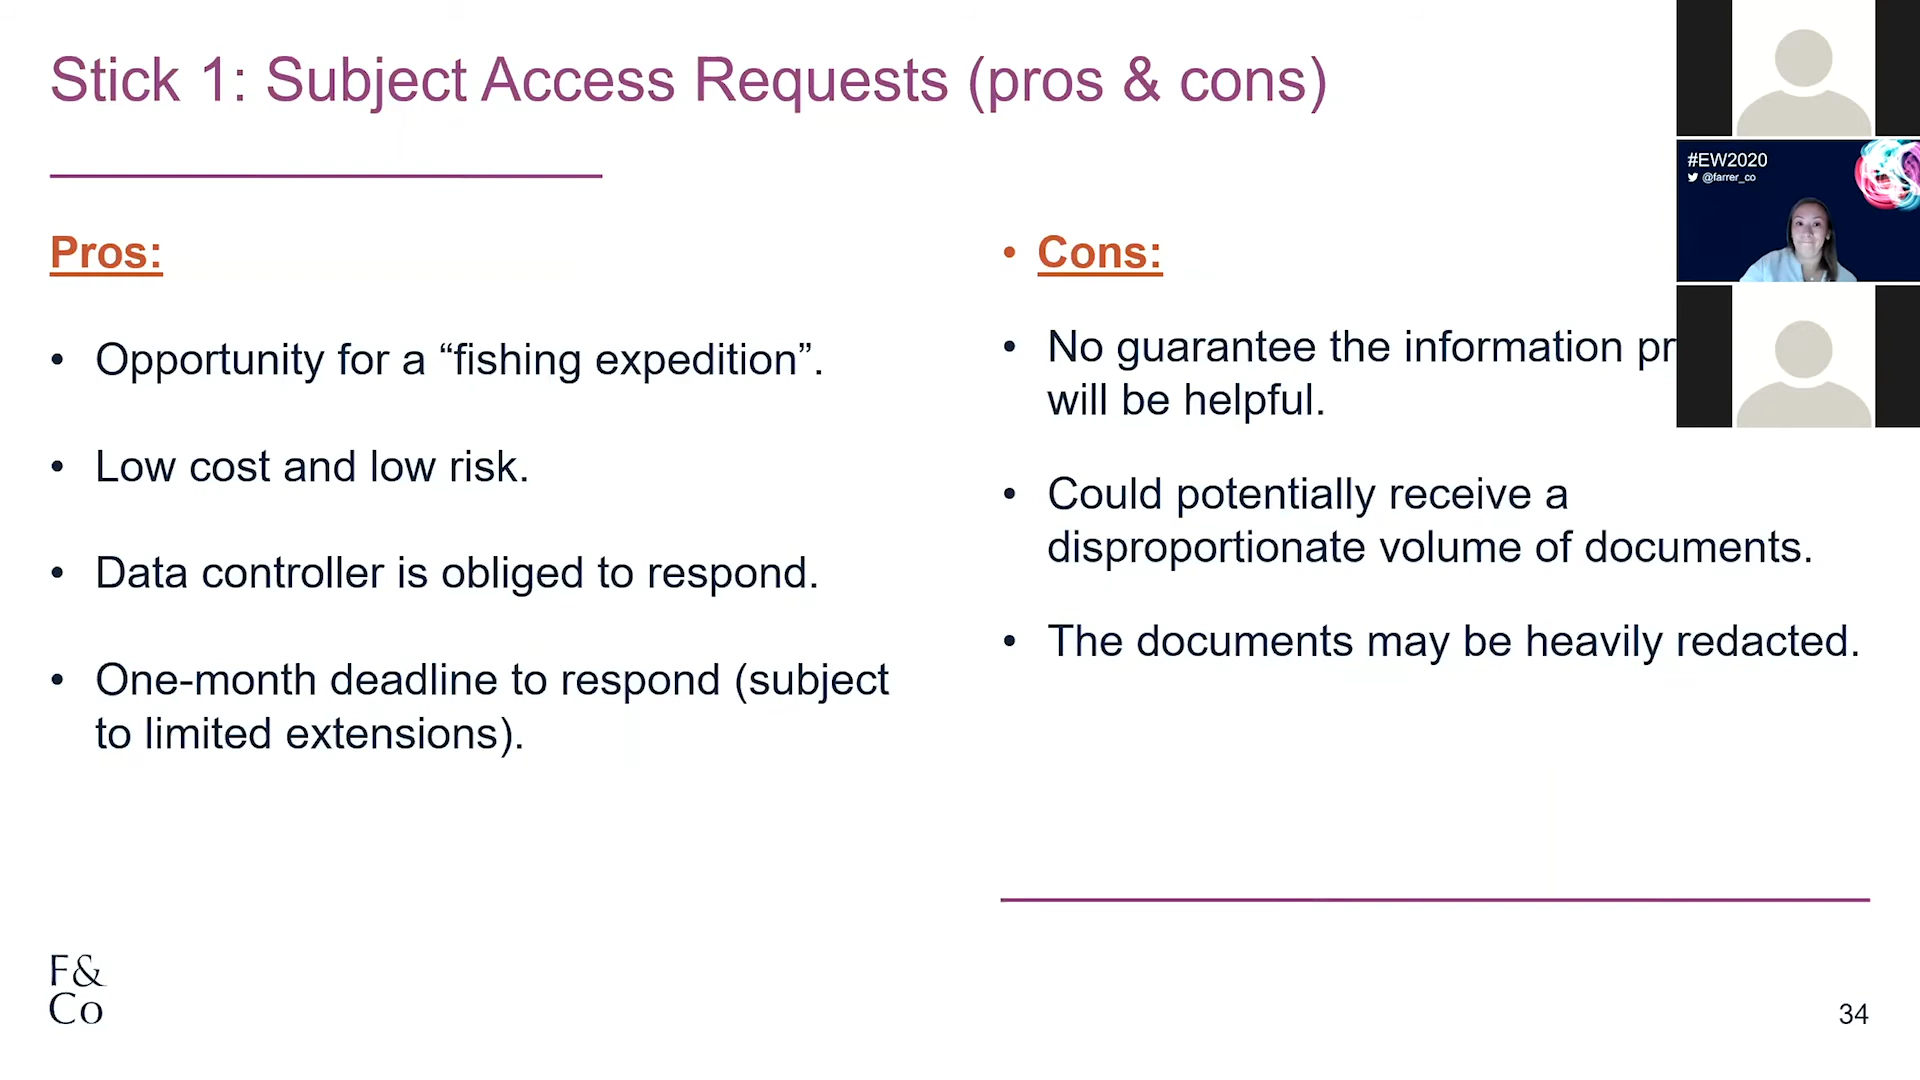 Stick 1: Subject Access Requests (pros & cons)
#EW2020
@farrer_co
Pros:
• Opportunity for a “fishing expedition”.
• Low cost and low risk.
• Data controller is obliged to respond.
• One-month deadline to respond (subject
to limited extensions).
• Cons:
• No guarantee the information
will be helpful.
• Could potentially receive a
disproportionate volume of documents.
• The documents may be heavily redacted.
F&
Co
34